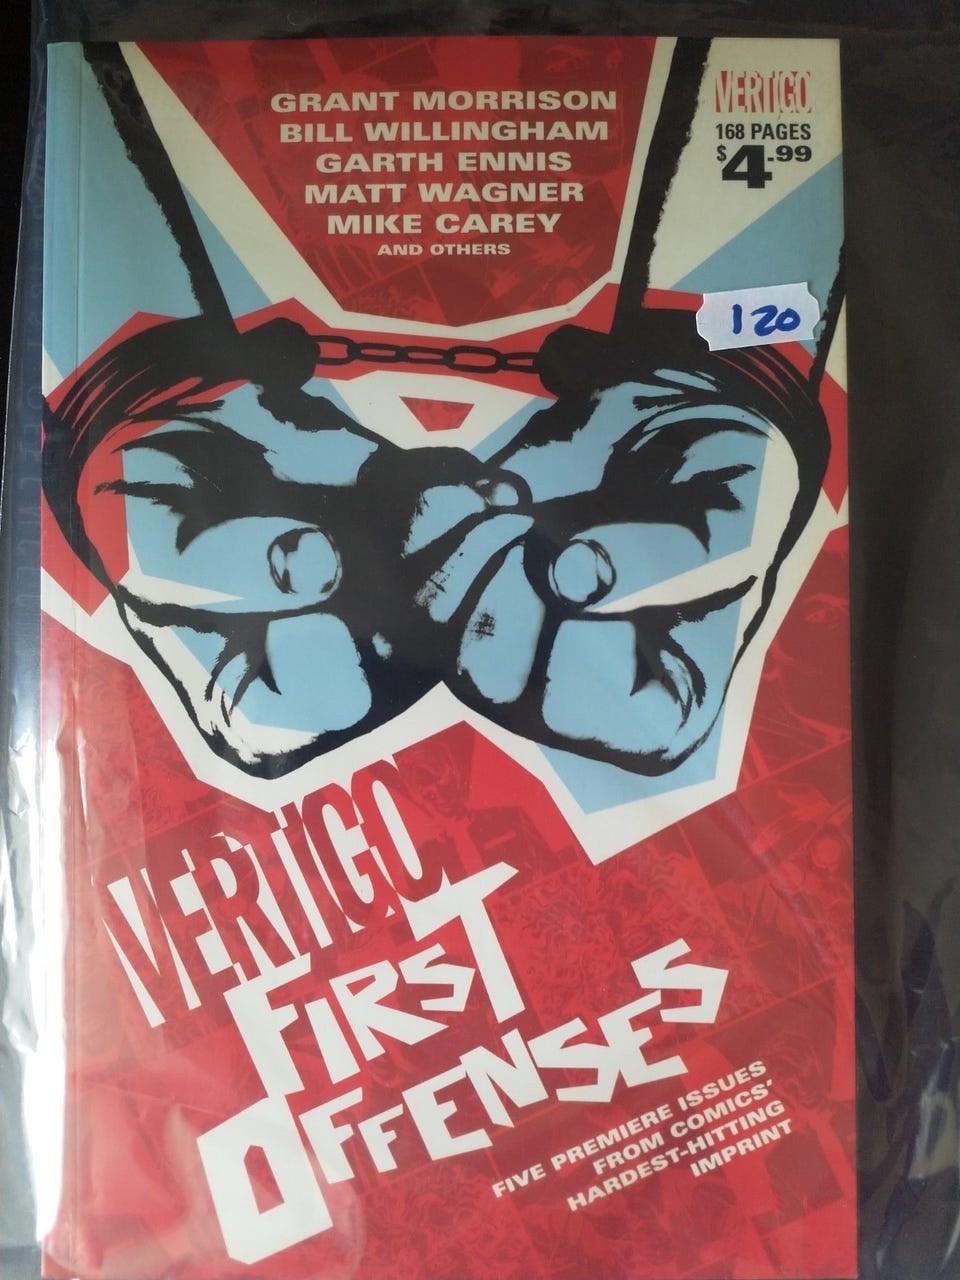 GRANT MORRISON
BILL WILLINGHAM
GARTH ENNIS
MATT WAGNER
MIKE CAREY
AND OTHERS
VERTIGO
168 PAGES
$4.99
120
VERTIGO
FIRST
OFFENSES
FIVE PREMIERE ISSUES
FROM COMICS'
HARDEST-HITTING
IMPRINT